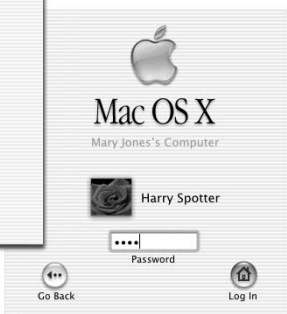 Mac OS X
Mary Jones's Computer
Harry Spotter
••••
Password
Go Back
Log In